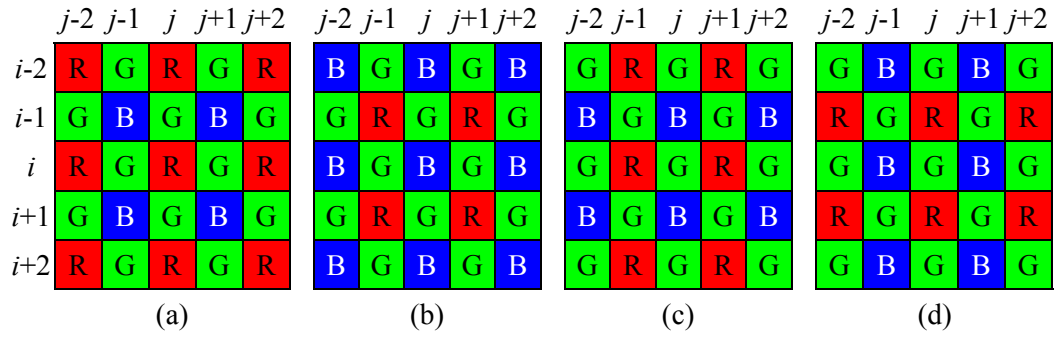 j-2 j-1 j j+1 j+2 j-2 j-1 j j+1 j+2 j-2 j-1 j j+1 j+2 j-2 j-1 j j+1 j+2
i-2 R G R G R B G B G B G R G R G G B G B G
i-1 G B G B G G R G R G B G B G B R G R G R
i R G R G R B G B G B G R G R G G B G B G
i+1 G B G B G G R G R G B G B G B R G R G R
i+2 R G R G R B G B G B G R G R G G B G B G
(a) (b) (c) (d)